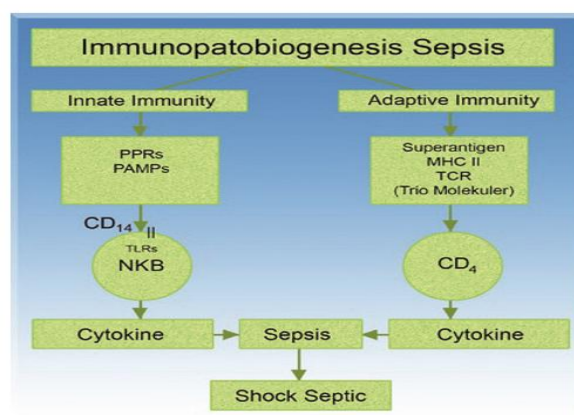 Immunopatobiogenesis Sepsis
Innate Immunity
Adaptive Immunity
PPRs
PAMPs
Superantigen
MHC II
TCR
(Trio Molekuler)
CD14
II
TLRs
NKB
CD4
Cytokine
Sepsis
Cytokine
Shock Septic